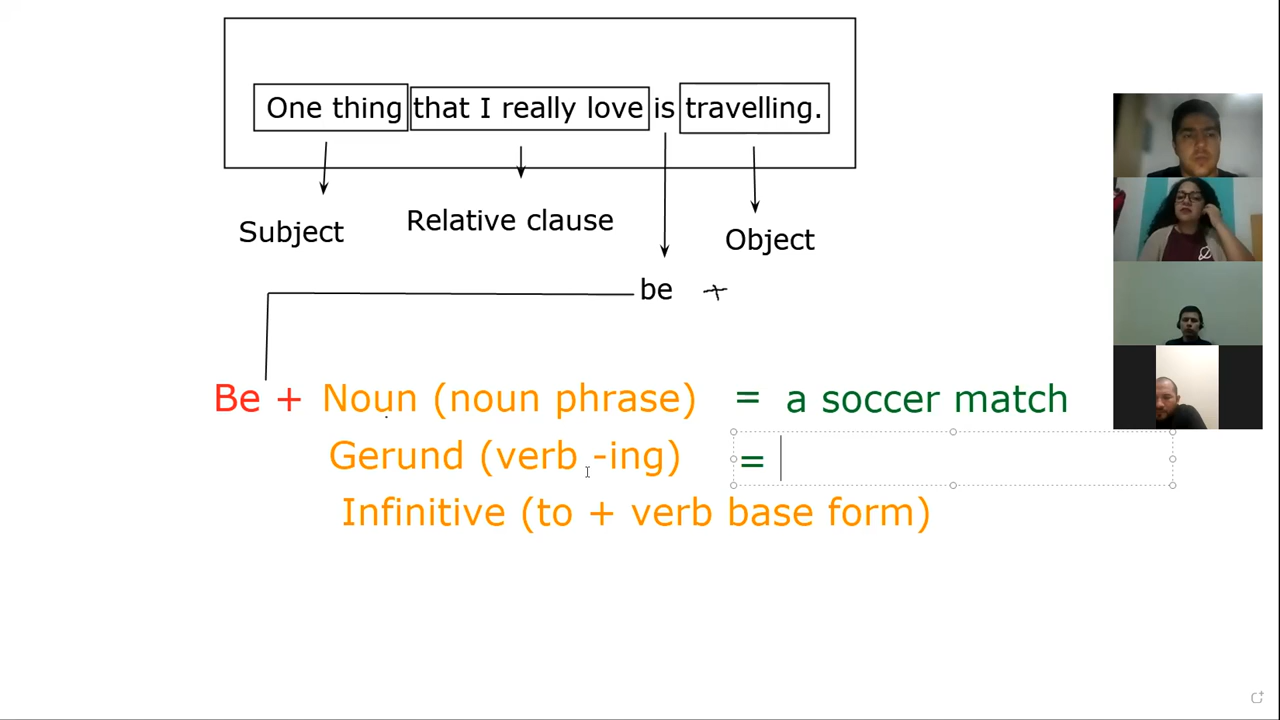 One thing that I really love is travelling.
Subject
Relative clause
Object
be +
Be + Noun (noun phrase) = a soccer match
Gerund (verb -ing) =
Infinitive (to + verb base form)